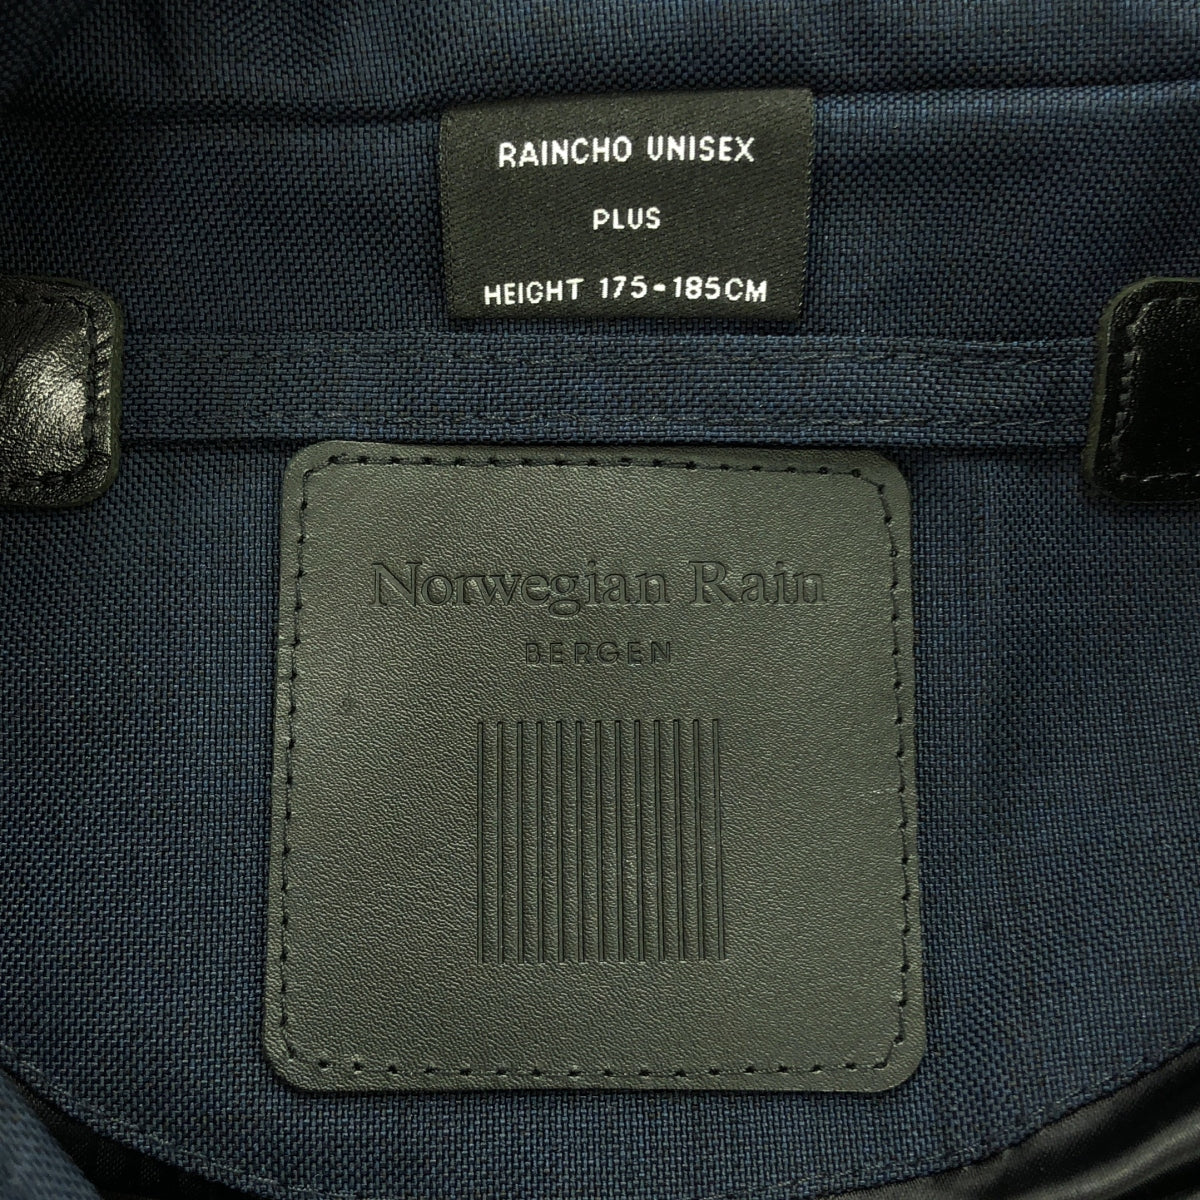 RAINCHO UNISEX
PLUS
HEIGHT 175-185CM
Norwegian Rain
BERGEN